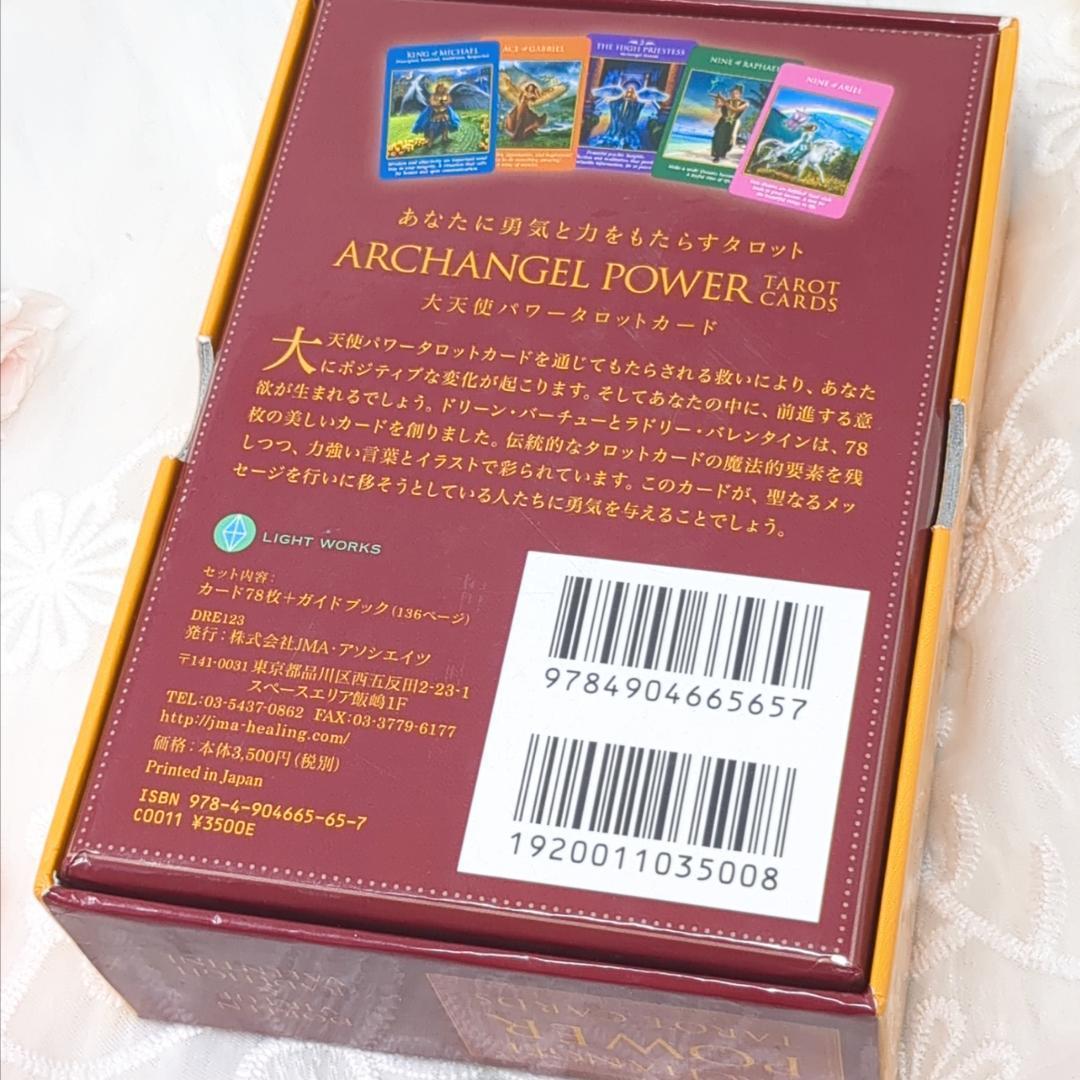 KING of MICHAEL
ACE of GABRIEL
3
THE HIGH PRIESTESS
NINE of RAPHAEL
NINE of ARIEL
あなたに勇気と力をもたらすタロット
ARCHANGEL POWER TAROT CARDS
大天使パワータロットカード
大天使パワータロットカードを通じてもたらされる救いにより、あなた
にポジティブな変化が起こります。そしてあなたの中に、前進する意
欲が生まれるでしょう。ドリーン・バーチューとラドリー・バレンタインは、78
枚の美しいカードを創りました。伝統的なタロットカードの魔法的要素を残
しつつ、力強い言葉とイラストで彩られています。このカードが、聖なるメッ
セージを行いに移そうとしている人たちに勇気を与えることでしょう。
LIGHT WORKS
セット内容:
カード78枚+ガイドブック(136ページ)
DRE123
発行:株式会社JMA・アソシエイツ
〒141-0031 東京都品川区西五反田2-23-1
スペースエリア飯嶋1F
TEL:03-5437-0862 FAX:03-3779-6177
http://jma-healing.com/
価格:本体3,500円(税別)
Printed in Japan
ISBN 978-4-904665-65-7
C0011 ¥3500E
9784904665657
1920011035008
POWER
TAROT CARDS